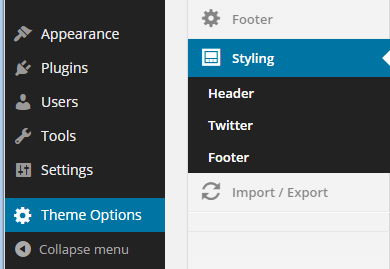 Appearance
Plugins
Users
Tools
Settings
Theme Options
Collapse menu
Footer
Styling
Header
Twitter
Footer
Import / Export